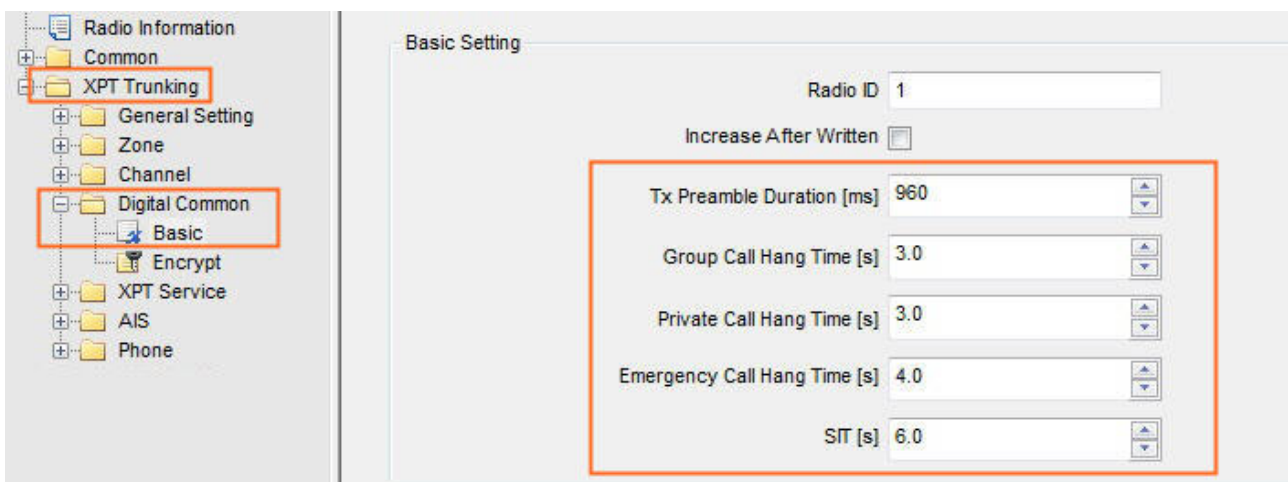 Radio Information
Common
XPT Trunking
General Setting
Zone
Channel
Digital Common
Basic
Encrypt
XPT Service
AIS
Phone
Basic Setting
Radio ID 1
Increase After Written
Tx Preamble Duration [ms] 960
Group Call Hang Time [s] 3.0
Private Call Hang Time [s] 3.0
Emergency Call Hang Time [s] 4.0
SIT [s] 6.0